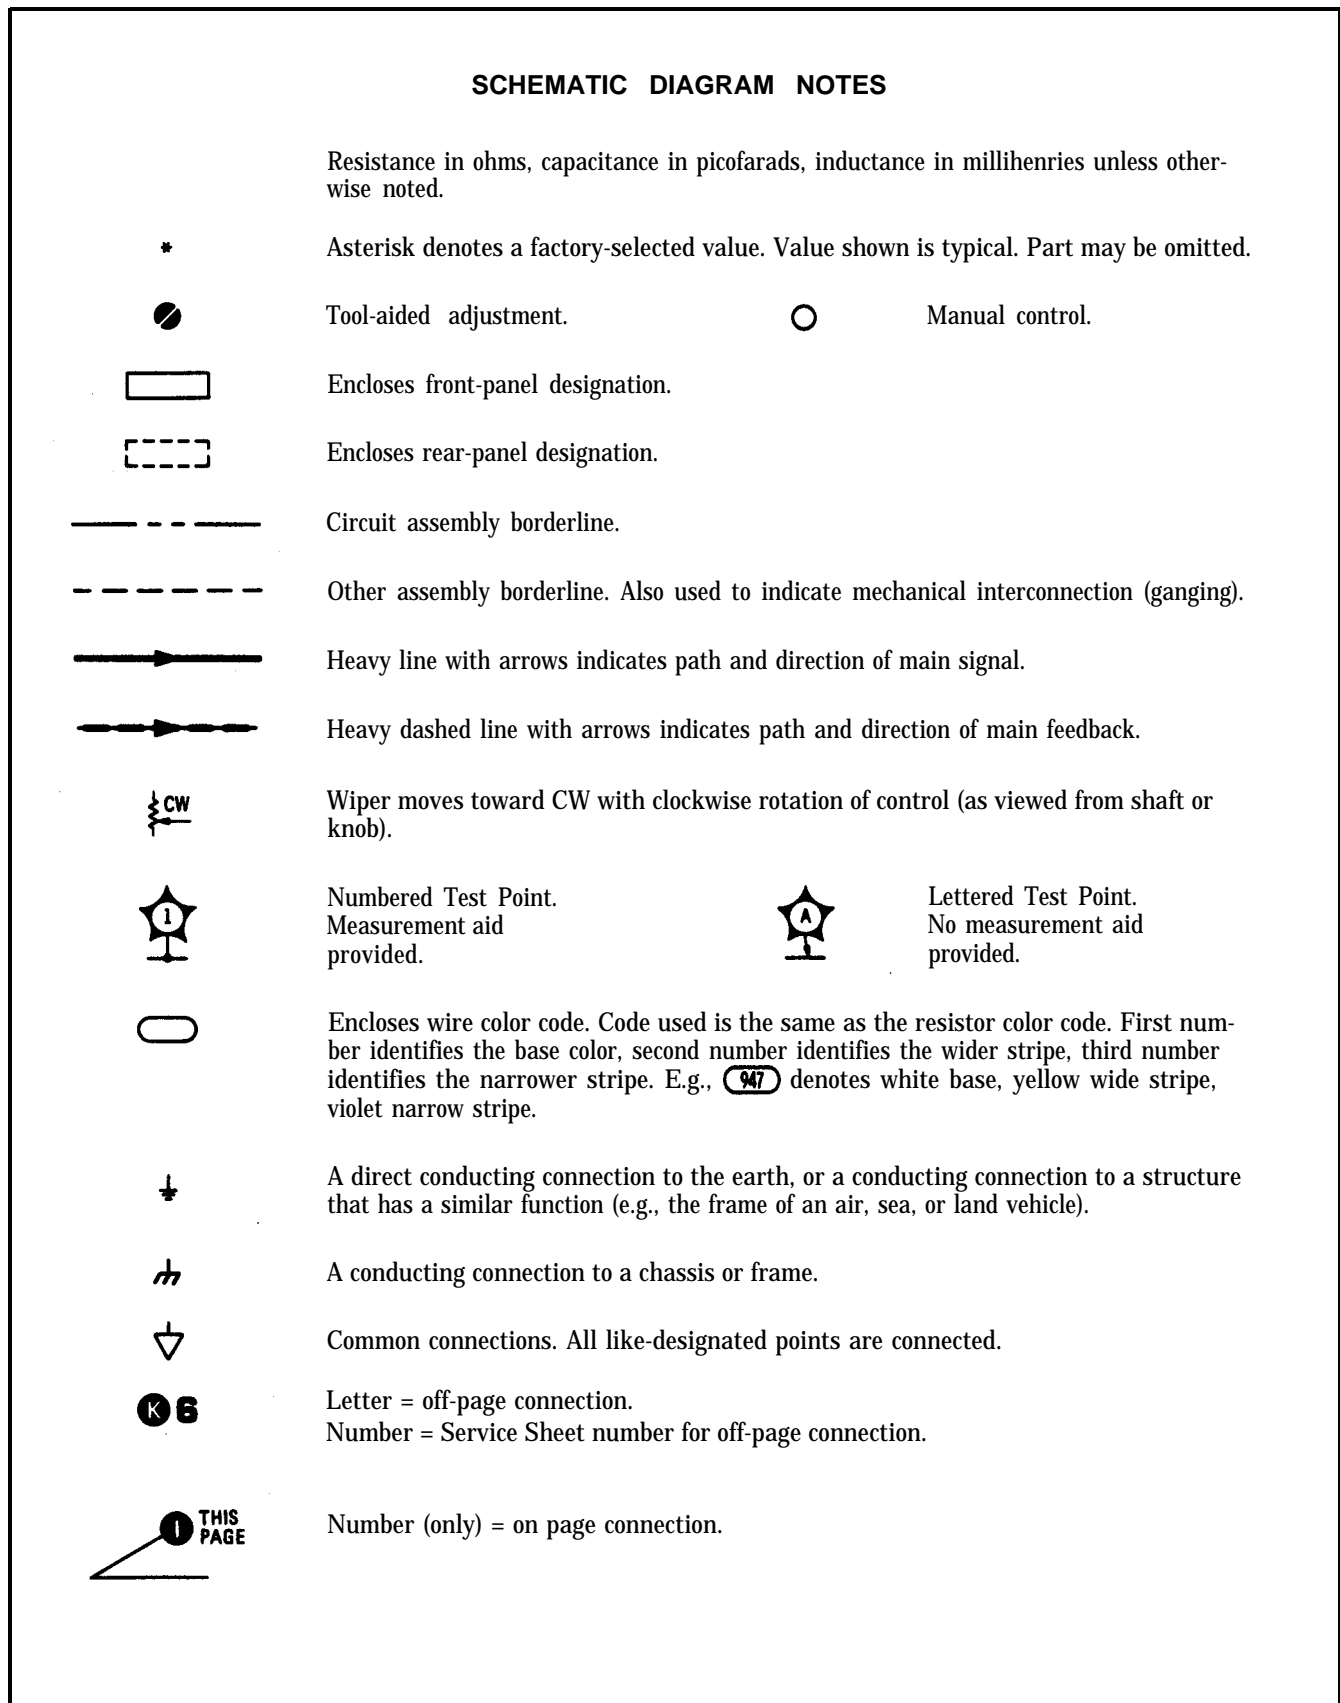 SCHEMATIC DIAGRAM NOTES
Resistance in ohms, capacitance in picofarads, inductance in millihenries unless other-
wise noted.
* Asterisk denotes a factory-selected value. Value shown is typical. Part may be omitted.
Tool-aided adjustment. Manual control.
Encloses front-panel designation.
Encloses rear-panel designation.
Circuit assembly borderline.
Other assembly borderline. Also used to indicate mechanical interconnection (ganging).
Heavy line with arrows indicates path and direction of main signal.
Heavy dashed line with arrows indicates path and direction of main feedback.
CW Wiper moves toward CW with clockwise rotation of control (as viewed from shaft or
knob).
1 Numbered Test Point.
Measurement aid
provided.
A Lettered Test Point.
No measurement aid
provided.
Encloses wire color code. Code used is the same as the resistor color code. First num-
ber identifies the base color, second number identifies the wider stripe, third number
identifies the narrower stripe. E.g., 947 denotes white base, yellow wide stripe,
violet narrow stripe.
A direct conducting connection to the earth, or a conducting connection to a structure
that has a similar function (e.g., the frame of an air, sea, or land vehicle).
A conducting connection to a chassis or frame.
Common connections. All like-designated points are connected.
K 6 Letter = off-page connection.
Number = Service Sheet number for off-page connection.
1 THIS
PAGE
Number (only) = on page connection.